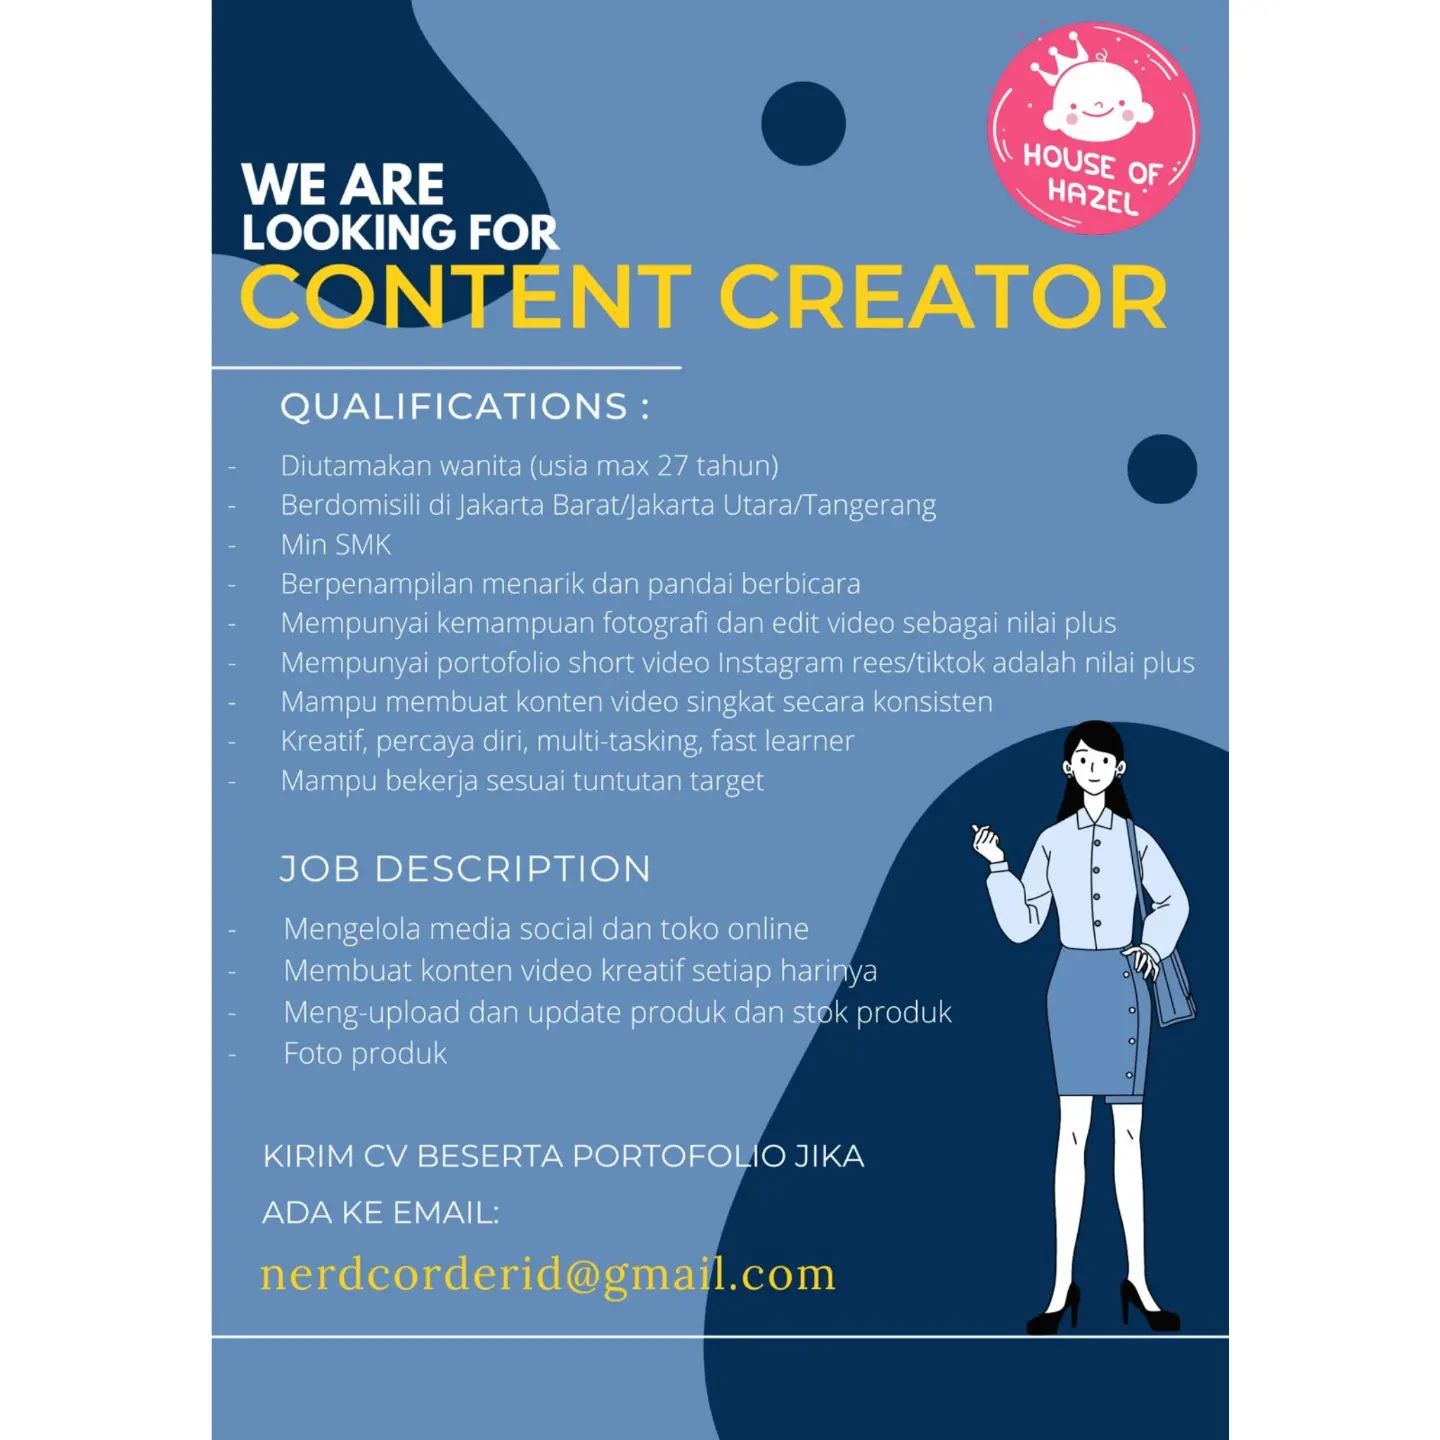 HOUSE OF
HAZEL
WE ARE
LOOKING FOR
CONTENT CREATOR
QUALIFICATIONS :
- Diutamakan wanita (usia max 27 tahun)
- Berdomisili di Jakarta Barat/Jakarta Utara/Tangerang
- Min SMK
- Berpenampilan menarik dan pandai berbicara
- Mempunyai kemampuan fotografi dan edit video sebagai nilai plus
- Mempunyai portofolio short video Instagram rees/tiktok adalah nilai plus
- Mampu membuat konten video singkat secara konsisten
- Kreatif, percaya diri, multi-tasking, fast learner
- Mampu bekerja sesuai tuntutan target
JOB DESCRIPTION
- Mengelola media social dan toko online
- Membuat konten video kreatif setiap harinya
- Meng-upload dan update produk dan stok produk
- Foto produk
KIRIM CV BESERTA PORTOFOLIO JIKA
ADA KE EMAIL:
nerdcorderid@gmail.com